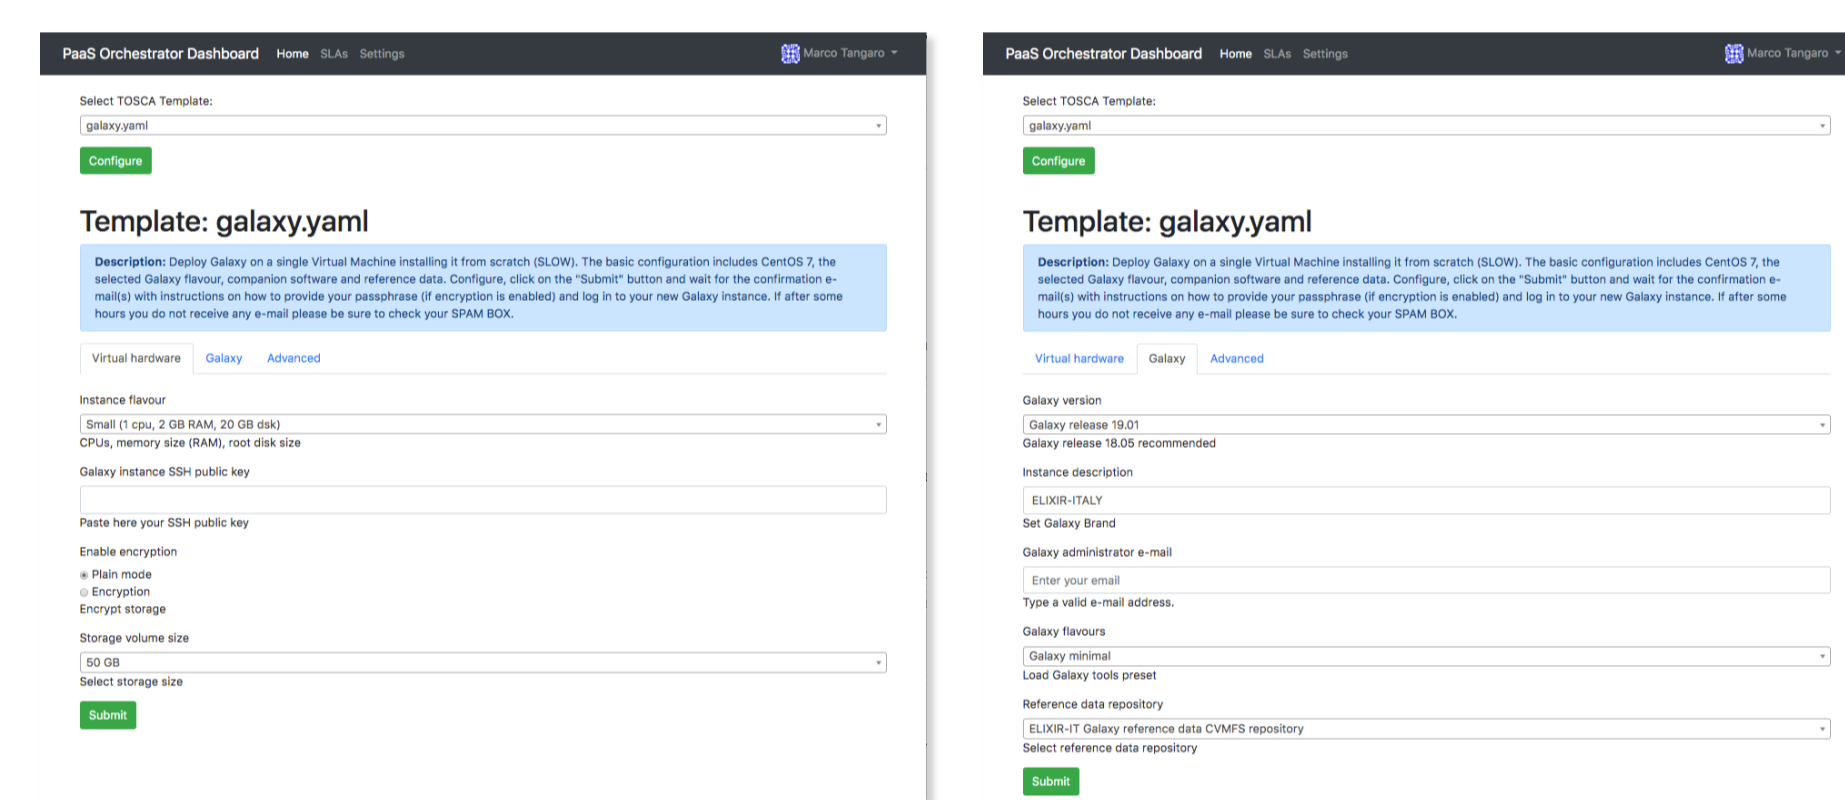 PaaS Orchestrator Dashboard Home SLAs Settings Marco Tangaro
Select TOSCA Template:
galaxy.yaml
Configure
Template: galaxy.yaml
Description: Deploy Galaxy on a single Virtual Machine installing it from scratch (SLOW). The basic configuration includes CentOS 7, the
selected Galaxy flavour, companion software and reference data. Configure, click on the "Submit" button and wait for the confirmation e-
mail(s) with instructions on how to provide your passphrase (if encryption is enabled) and log in to your new Galaxy instance. If after some
hours you do not receive any e-mail please be sure to check your SPAM BOX.
Virtual hardware Galaxy Advanced
Instance flavour
Small (1 cpu, 2 GB RAM, 20 GB dsk)
CPUs, memory size (RAM), root disk size
Galaxy instance SSH public key
Paste here your SSH public key
Enable encryption
Plain mode
Encryption
Encrypt storage
Storage volume size
50 GB
Select storage size
Submit
PaaS Orchestrator Dashboard Home SLAs Settings Marco Tangaro
Select TOSCA Template:
galaxy.yaml
Configure
Template: galaxy.yaml
Description: Deploy Galaxy on a single Virtual Machine installing it from scratch (SLOW). The basic configuration includes CentOS 7, the
selected Galaxy flavour, companion software and reference data. Configure, click on the "Submit" button and wait for the confirmation e-
mail(s) with instructions on how to provide your passphrase (if encryption is enabled) and log in to your new Galaxy instance. If after some
hours you do not receive any e-mail please be sure to check your SPAM BOX.
Virtual hardware Galaxy Advanced
Galaxy version
Galaxy release 19.01
Galaxy release 18.05 recommended
Instance description
ELIXIR-ITALY
Set Galaxy Brand
Galaxy administrator e-mail
Enter your email
Type a valid e-mail address.
Galaxy flavours
Galaxy minimal
Load Galaxy tools preset
Reference data repository
ELIXIR-IT Galaxy reference data CVMFS repository
Select reference data repository
Submit